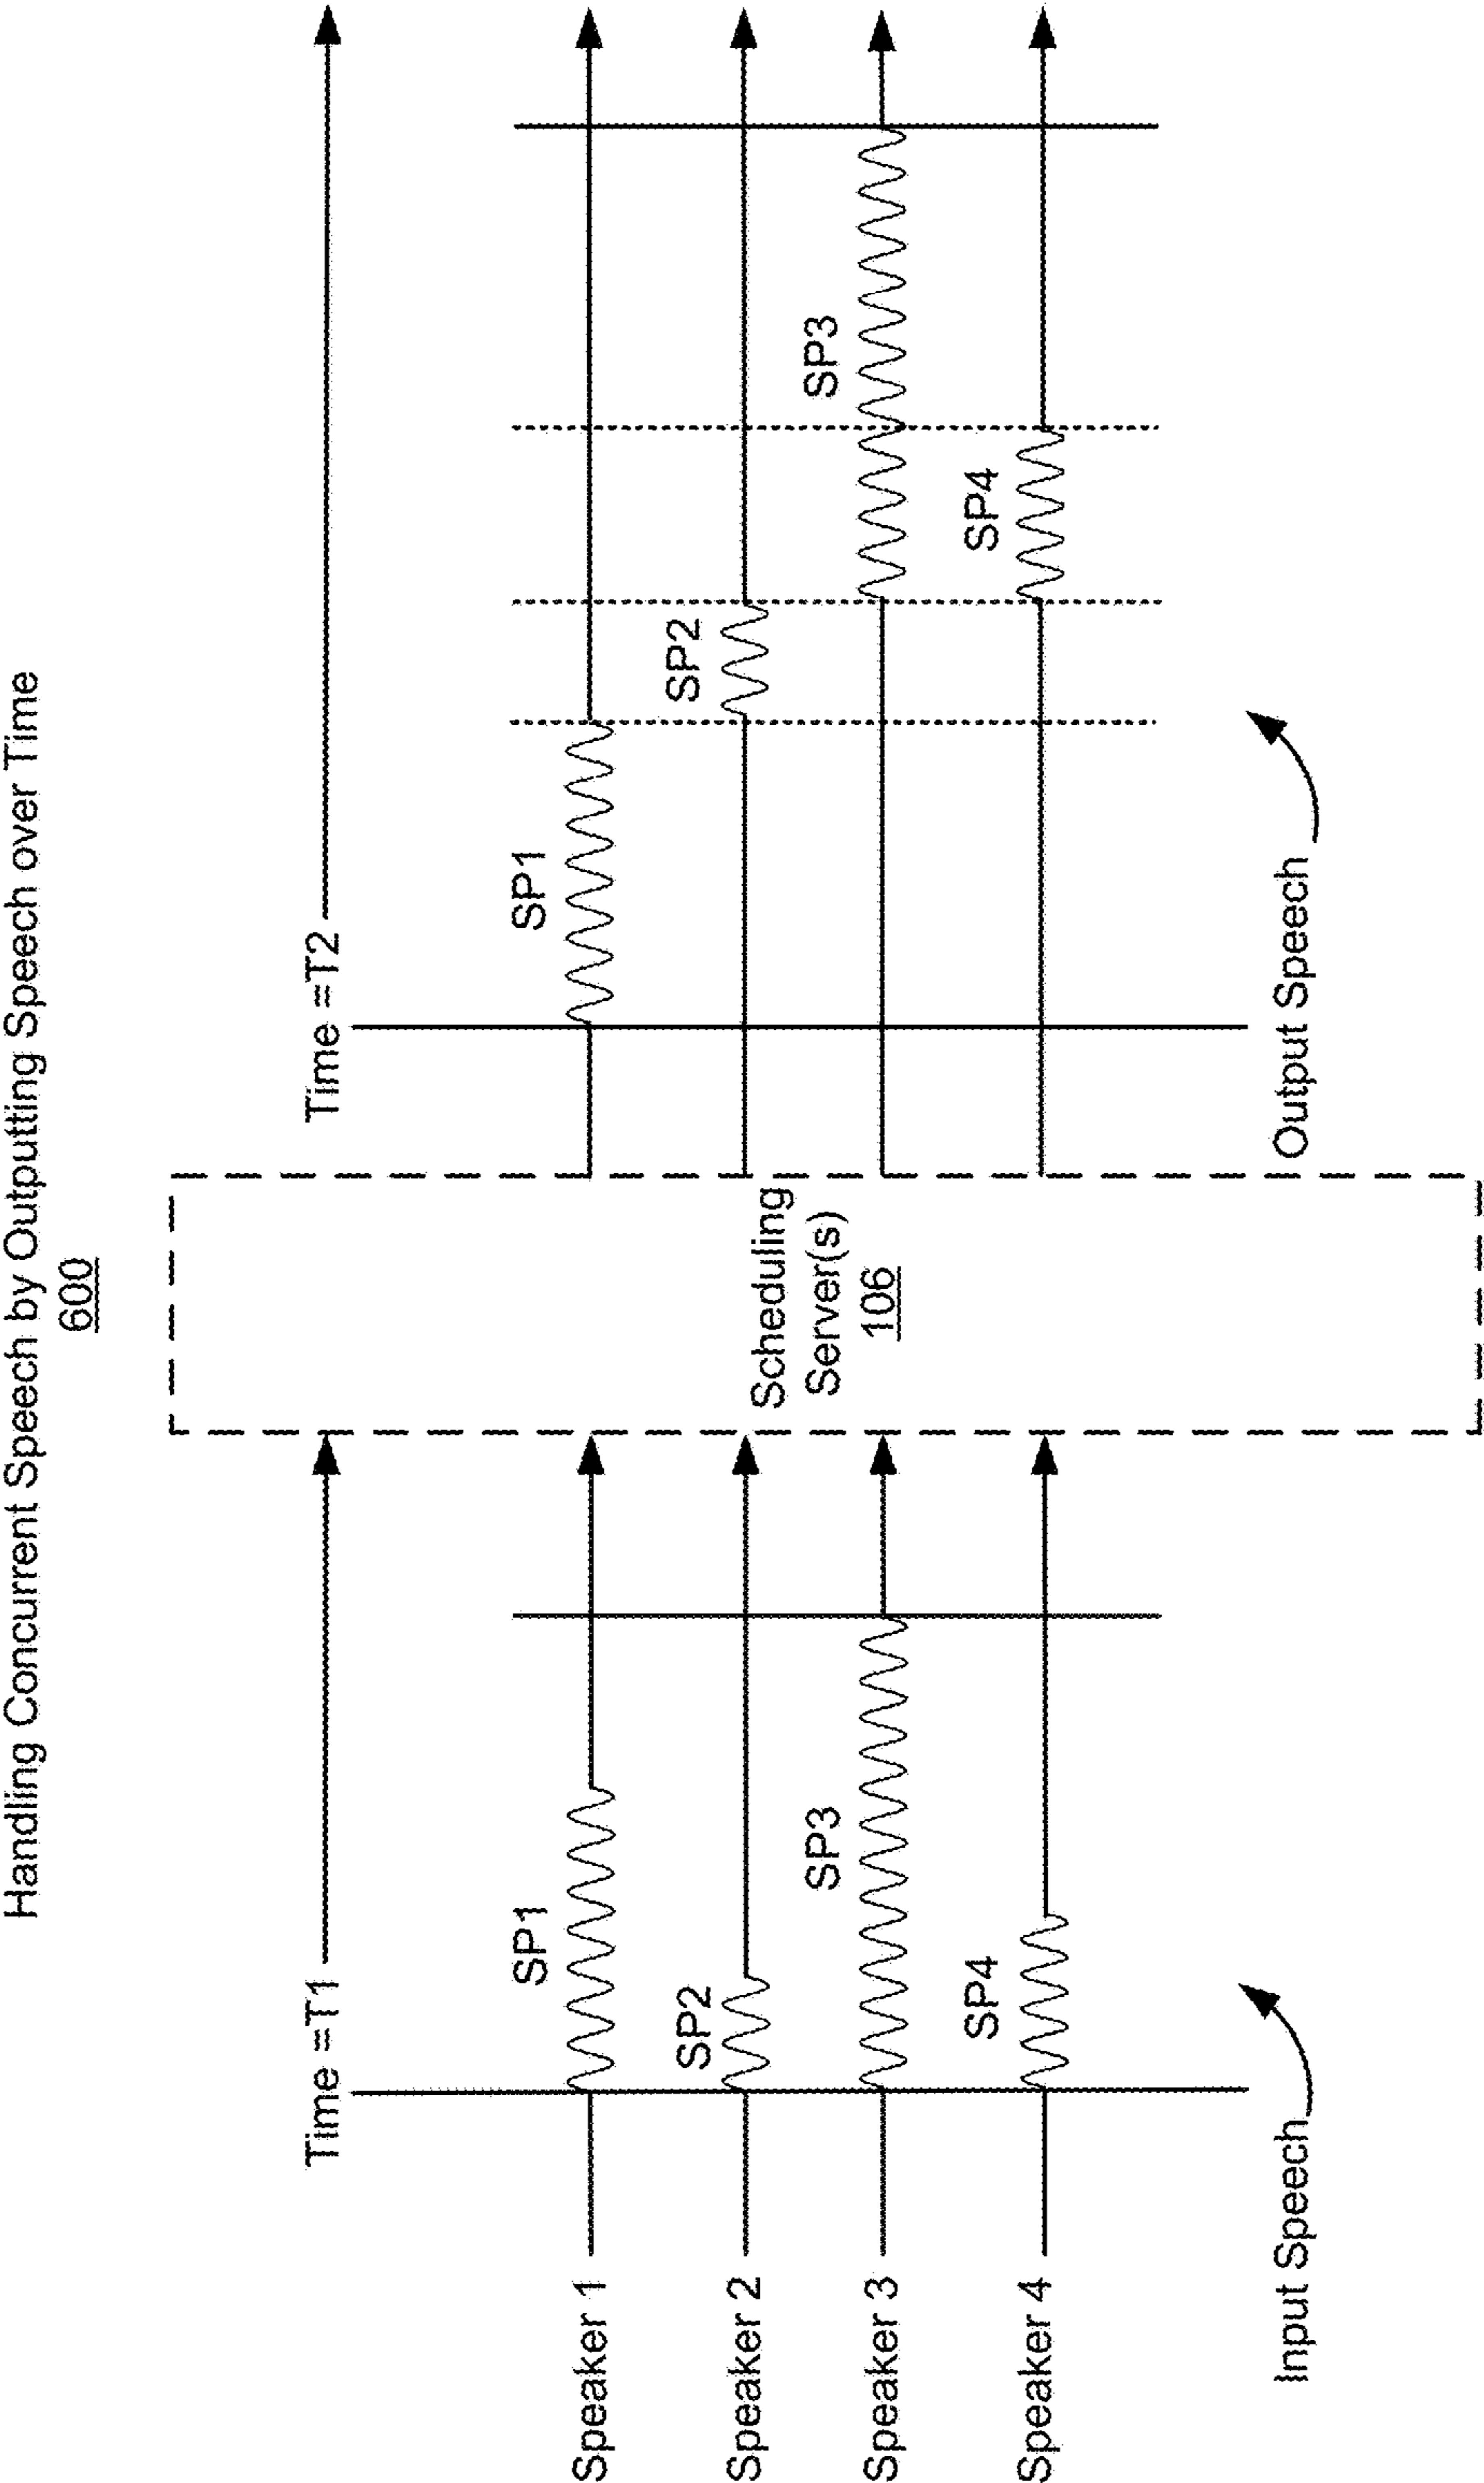 Handling Concurrent Speech by Outputting Speech over Time
600
Time =T1
Time =T2
Speaker 1
SP1
SP1
Speaker 2
SP2
SP2
Speaker 3
SP3
SP3
Speaker 4
SP4
SP4
Scheduling
Server(s)
106
Input Speech
Output Speech